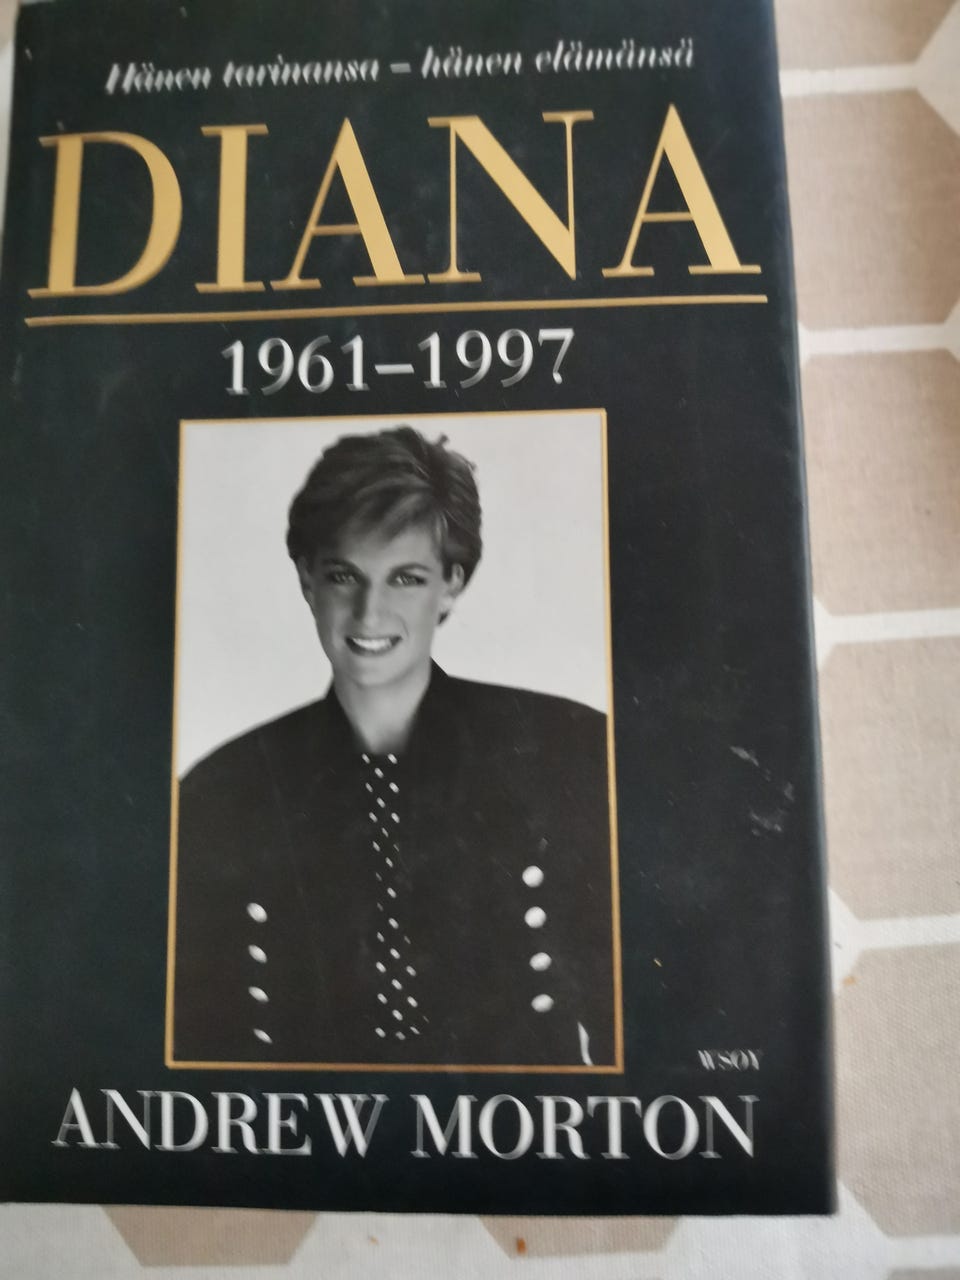 Hänen tarinansa – hänen elämänsä
DIANA
1961–1997
WSOY
ANDREW MORTON